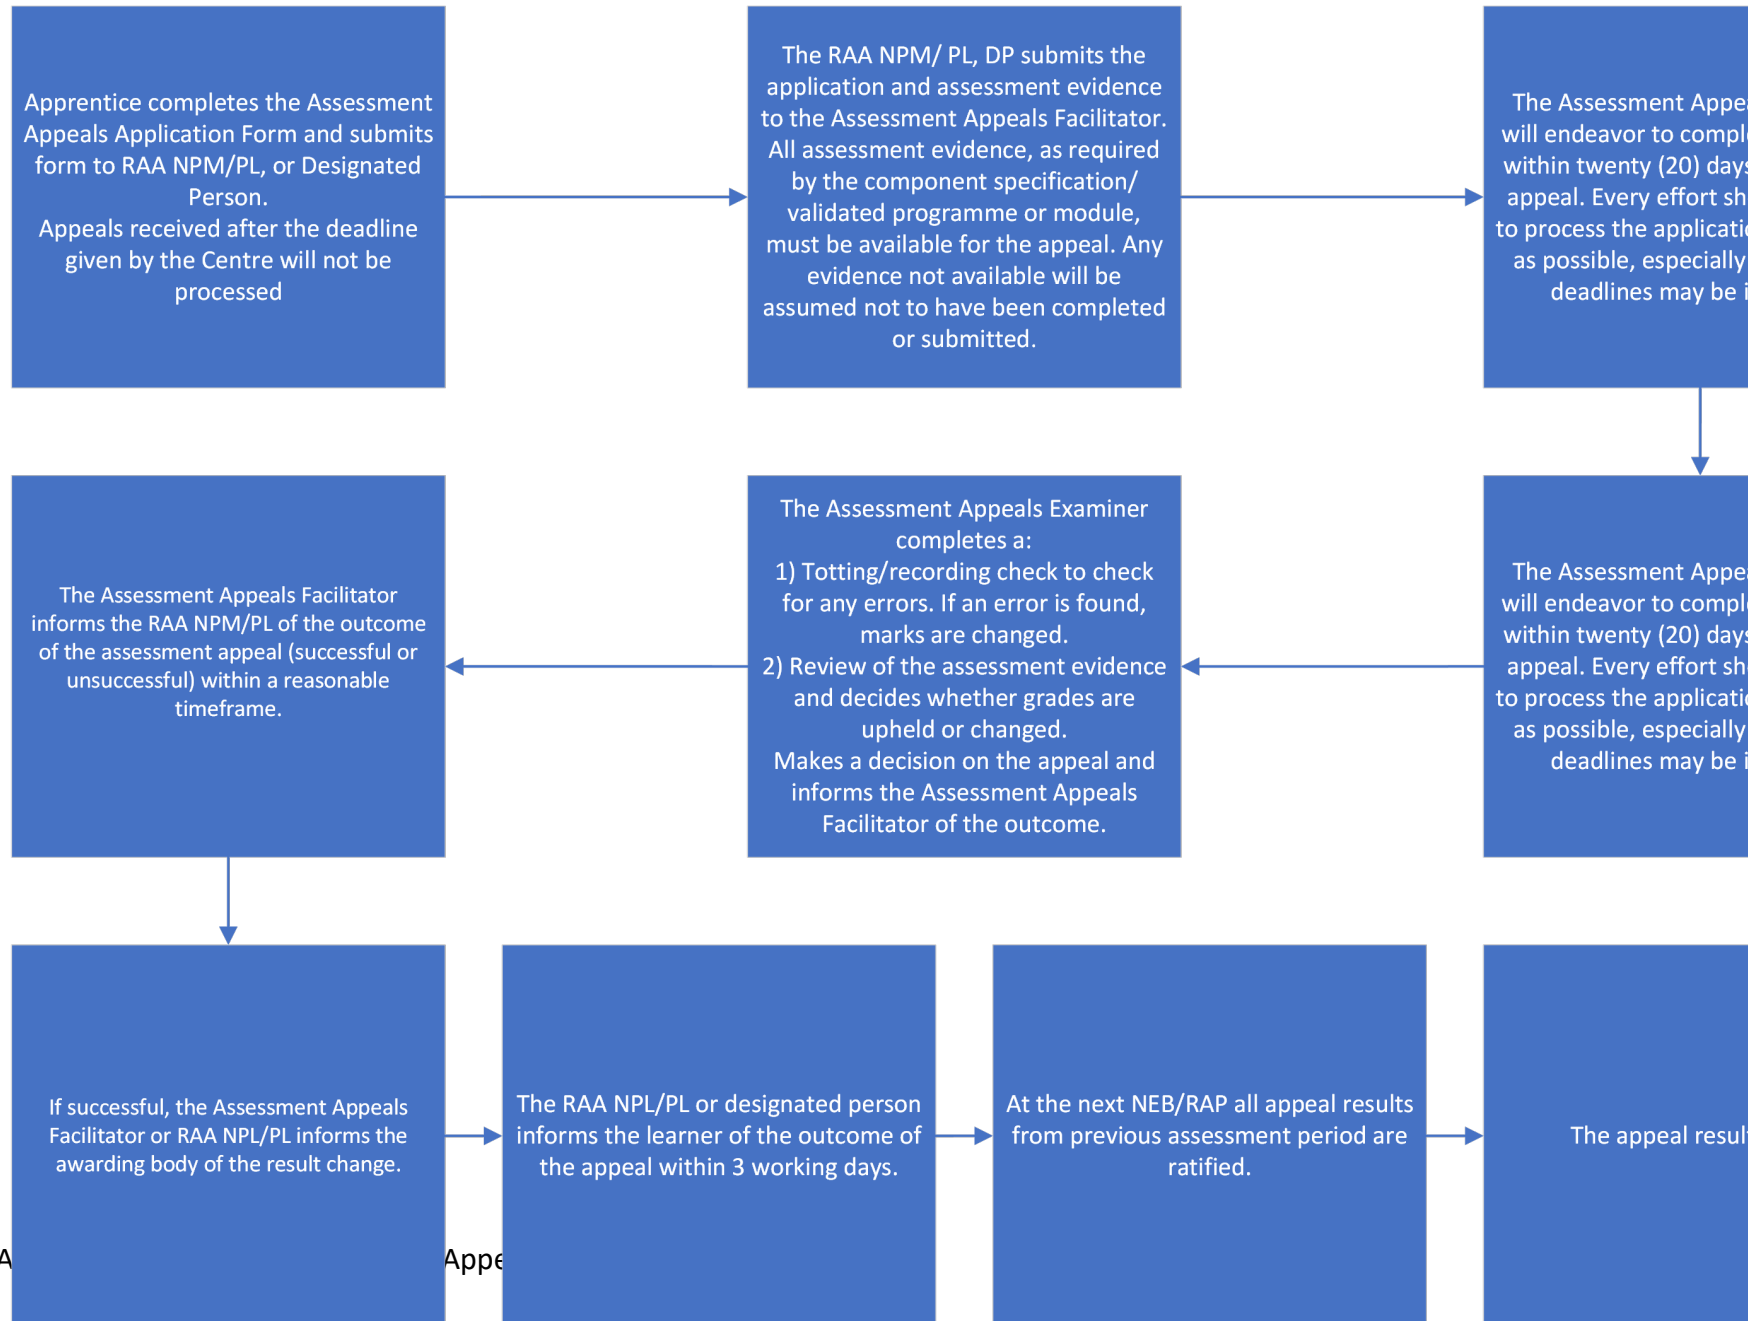 Apprentice completes the Assessment
Appeals Application Form and submits
form to RAA NPM/PL, or Designated
Person.
Appeals received after the deadline
given by the Centre will not be
processed
The RAA NPM/ PL, DP submits the
application and assessment evidence
to the Assessment Appeals Facilitator.
All assessment evidence, as required
by the component specification/
validated programme or module,
must be available for the appeal. Any
evidence not available will be
assumed not to have been completed
or submitted.
The Assessment
will endeavor to
within twenty (20)
appeal. Every effort
to process the
as possible, especially
deadlines may be
The Assessment
will endeavor to
within twenty (20)
appeal. Every effort
to process the
as possible, especially
deadlines may be
The Assessment Appeals Examiner
completes a:
1) Totting/recording check to check
for any errors. If an error is found,
marks are changed.
2) Review of the assessment evidence
and decides whether grades are
upheld or changed.
Makes a decision on the appeal and
informs the Assessment Appeals
Facilitator of the outcome.
The Assessment Appeals Facilitator
informs the RAA NPM/PL of the outcome
of the assessment appeal (successful or
unsuccessful) within a reasonable
timeframe.
If successful, the Assessment Appeals
Facilitator or RAA NPL/PL informs the
awarding body of the result change.
The RAA NPL/PL or designated person
informs the learner of the outcome of
the appeal within 3 working days.
At the next NEB/RAP all appeal results
from previous assessment period are
ratified.
The appeal